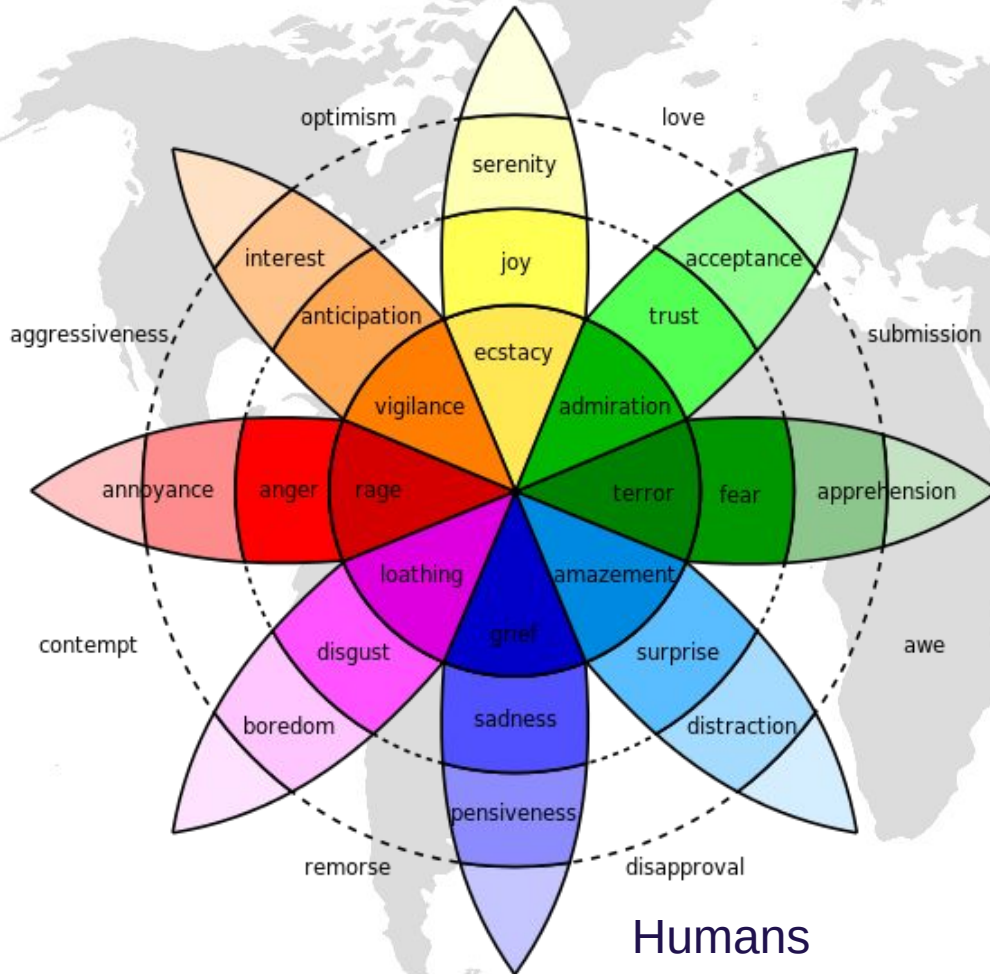 optimism
love
serenity
interest
acceptance
joy
anticipation
trust
aggressiveness
submission
ecstacy
vigilance
admiration
annoyance
anger
rage
terror
fear
apprehension
loathing
amazement
grief
contempt
disgust
surprise
awe
boredom
sadness
distraction
pensiveness
remorse
disapproval
Humans